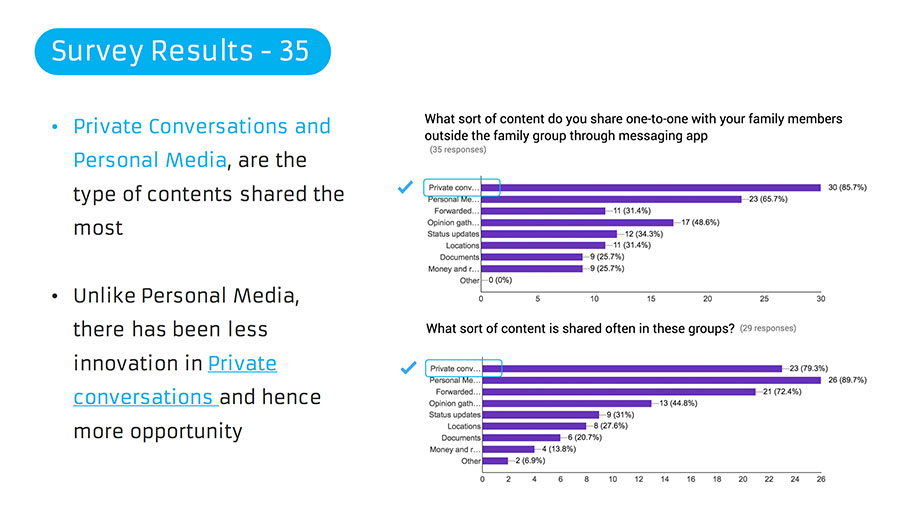 Survey Results - 35
• Private Conversations and
Personal Media, are the
type of contents shared the
most
• Unlike Personal Media,
there has been less
innovation in Private
conversations and hence
more opportunity
What sort of content do you share one-to-one with your family members
outside the family group through messaging app
(35 responses)
Private conv... 30 (85.7%)
Personal Me... 23 (65.7%)
Forwarded... 11 (31.4%)
Opinion gath... 17 (48.6%)
Status updates 12 (34.3%)
Locations 11 (31.4%)
Documents 9 (25.7%)
Money and r... 9 (25.7%)
Other 0 (0%)
0 5 10 15 20 25 30
What sort of content is shared often in these groups? (29 responses)
Private conv... 23 (79.3%)
Personal Me... 26 (89.7%)
Forwarded... 21 (72.4%)
Opinion gath... 13 (44.8%)
Status updates 9 (31%)
Locations 8 (27.6%)
Documents 6 (20.7%)
Money and r... 4 (13.8%)
Other 2 (6.9%)
0 2 4 6 8 10 12 14 16 18 20 22 24 26